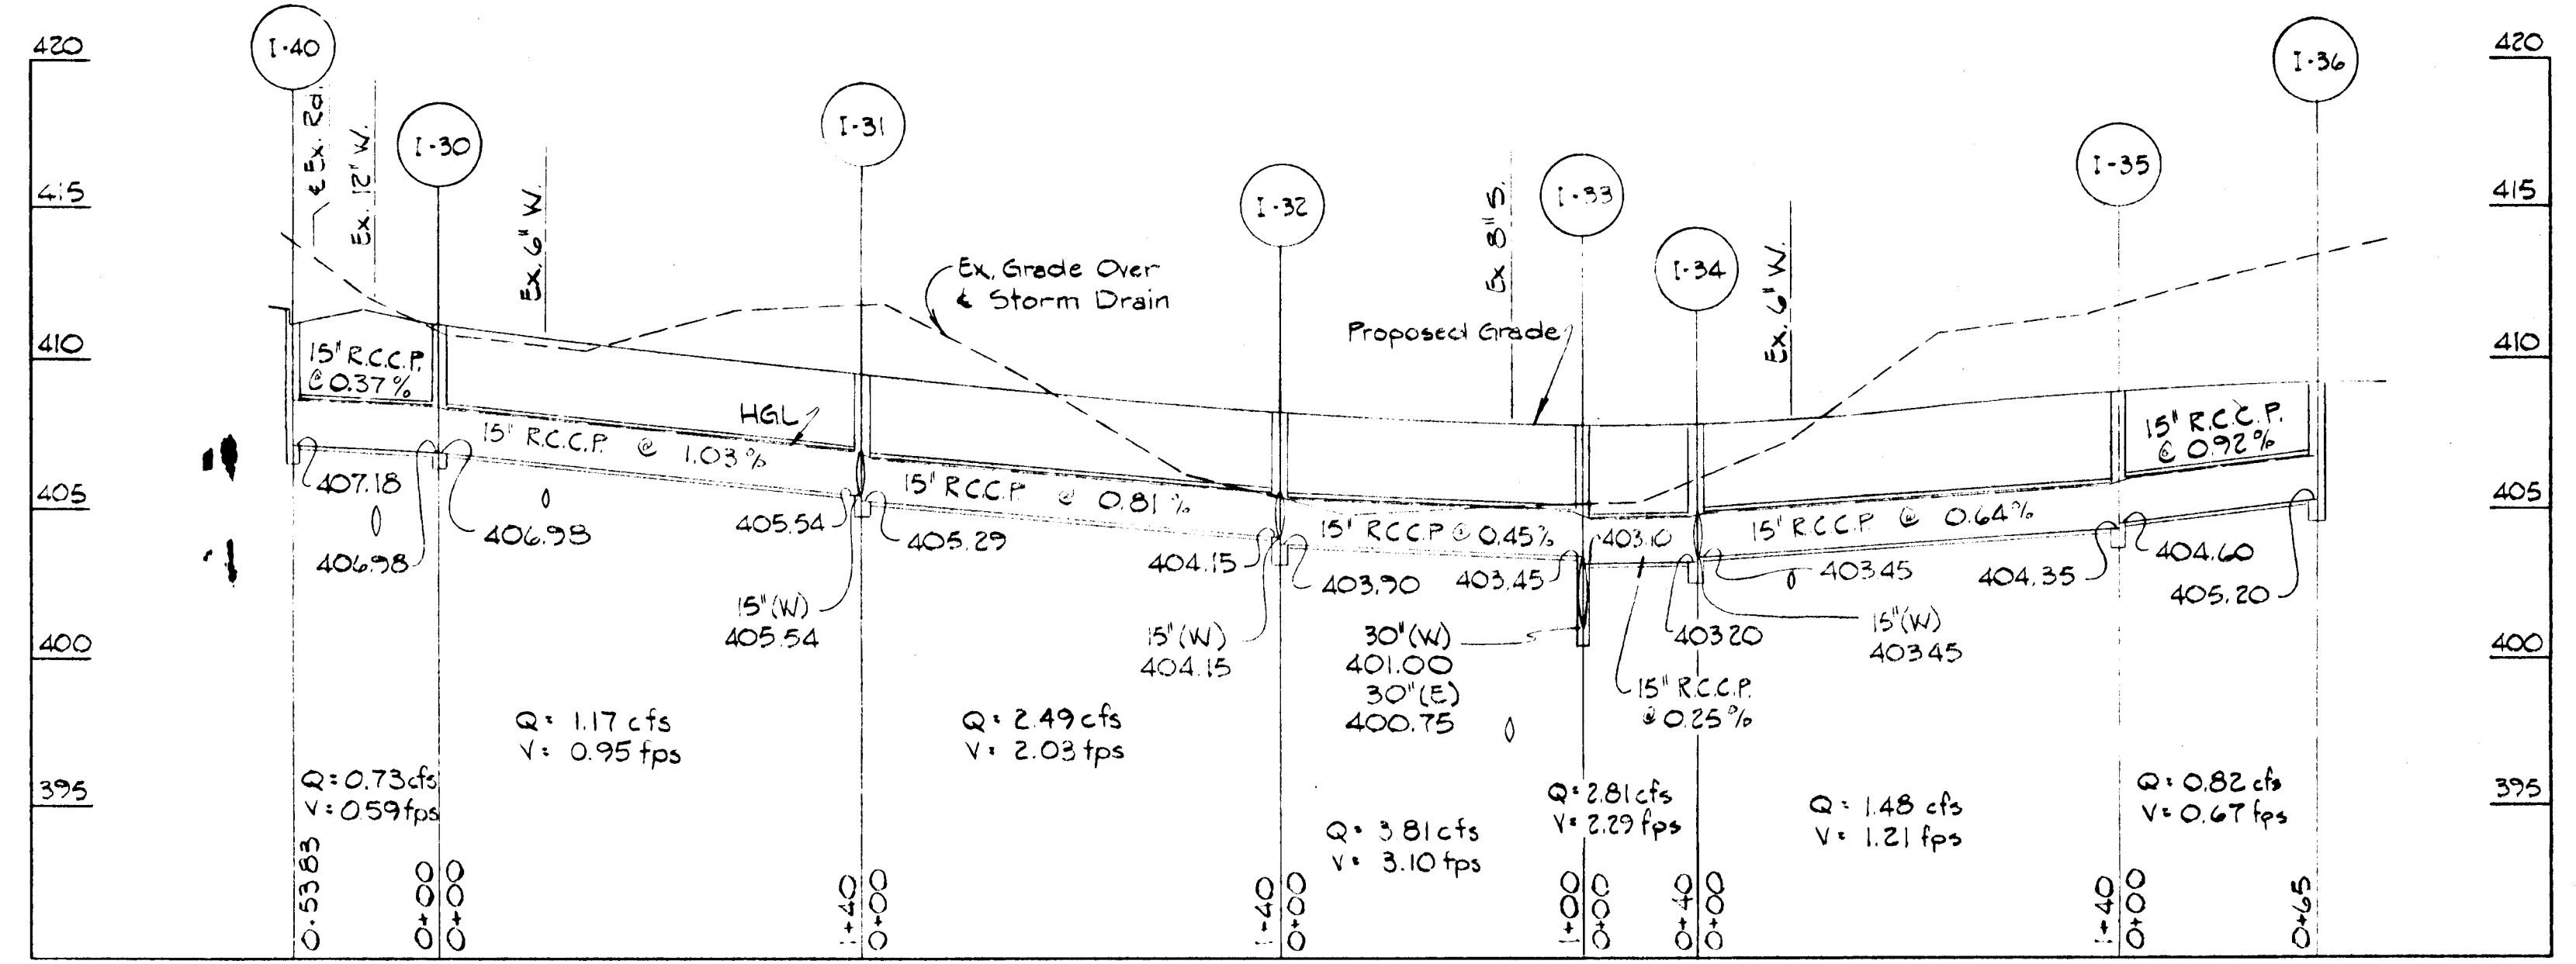 420
415
410
405
400
395
I-40
℄ Ex. Rd.
Ex. 12" W.
I-30
Ex. 6" W.
I-31
Ex. Grade Over
℄ Storm Drain
I-32
Ex 8" S.
Proposed Grade
I-33
I-34
Ex. 6" W.
I-35
I-36
420
415
410
405
400
395
15" R.C.C.P.
@ 0.37%
HGL
15" R.C.C.P. @ 1.03%
15" R.C.C.P @ 0.81%
15" R.C.C.P @ 0.45%
403.10
15" R.C.C.P @ 0.64%
15" R.C.C.P.
@ 0.92%
407.18
406.98
406.98
405.54
405.29
15"(W)
405.54
404.15
403.90
15"(W)
404.15
403.45
30"(W)
401.00
30"(E)
400.75
403.20
15" R.C.C.P.
@ 0.25%
403.45
15"(W)
403.45
404.35
404.60
405.20
Q= 0.73cfs
V= 0.59fps
Q= 1.17 cfs
V= 0.95 fps
Q= 2.49 cfs
V= 2.03 fps
Q= 3.81 cfs
V= 3.10 fps
Q= 2.81 cfs
V= 2.29 fps
Q= 1.48 cfs
V= 1.21 fps
Q= 0.82 cfs
V= 0.67 fps
0+00
0+00
1+40
0+00
1+40
0+00
1+00
0+00
0+40
0+00
1+40
0+00
0+65